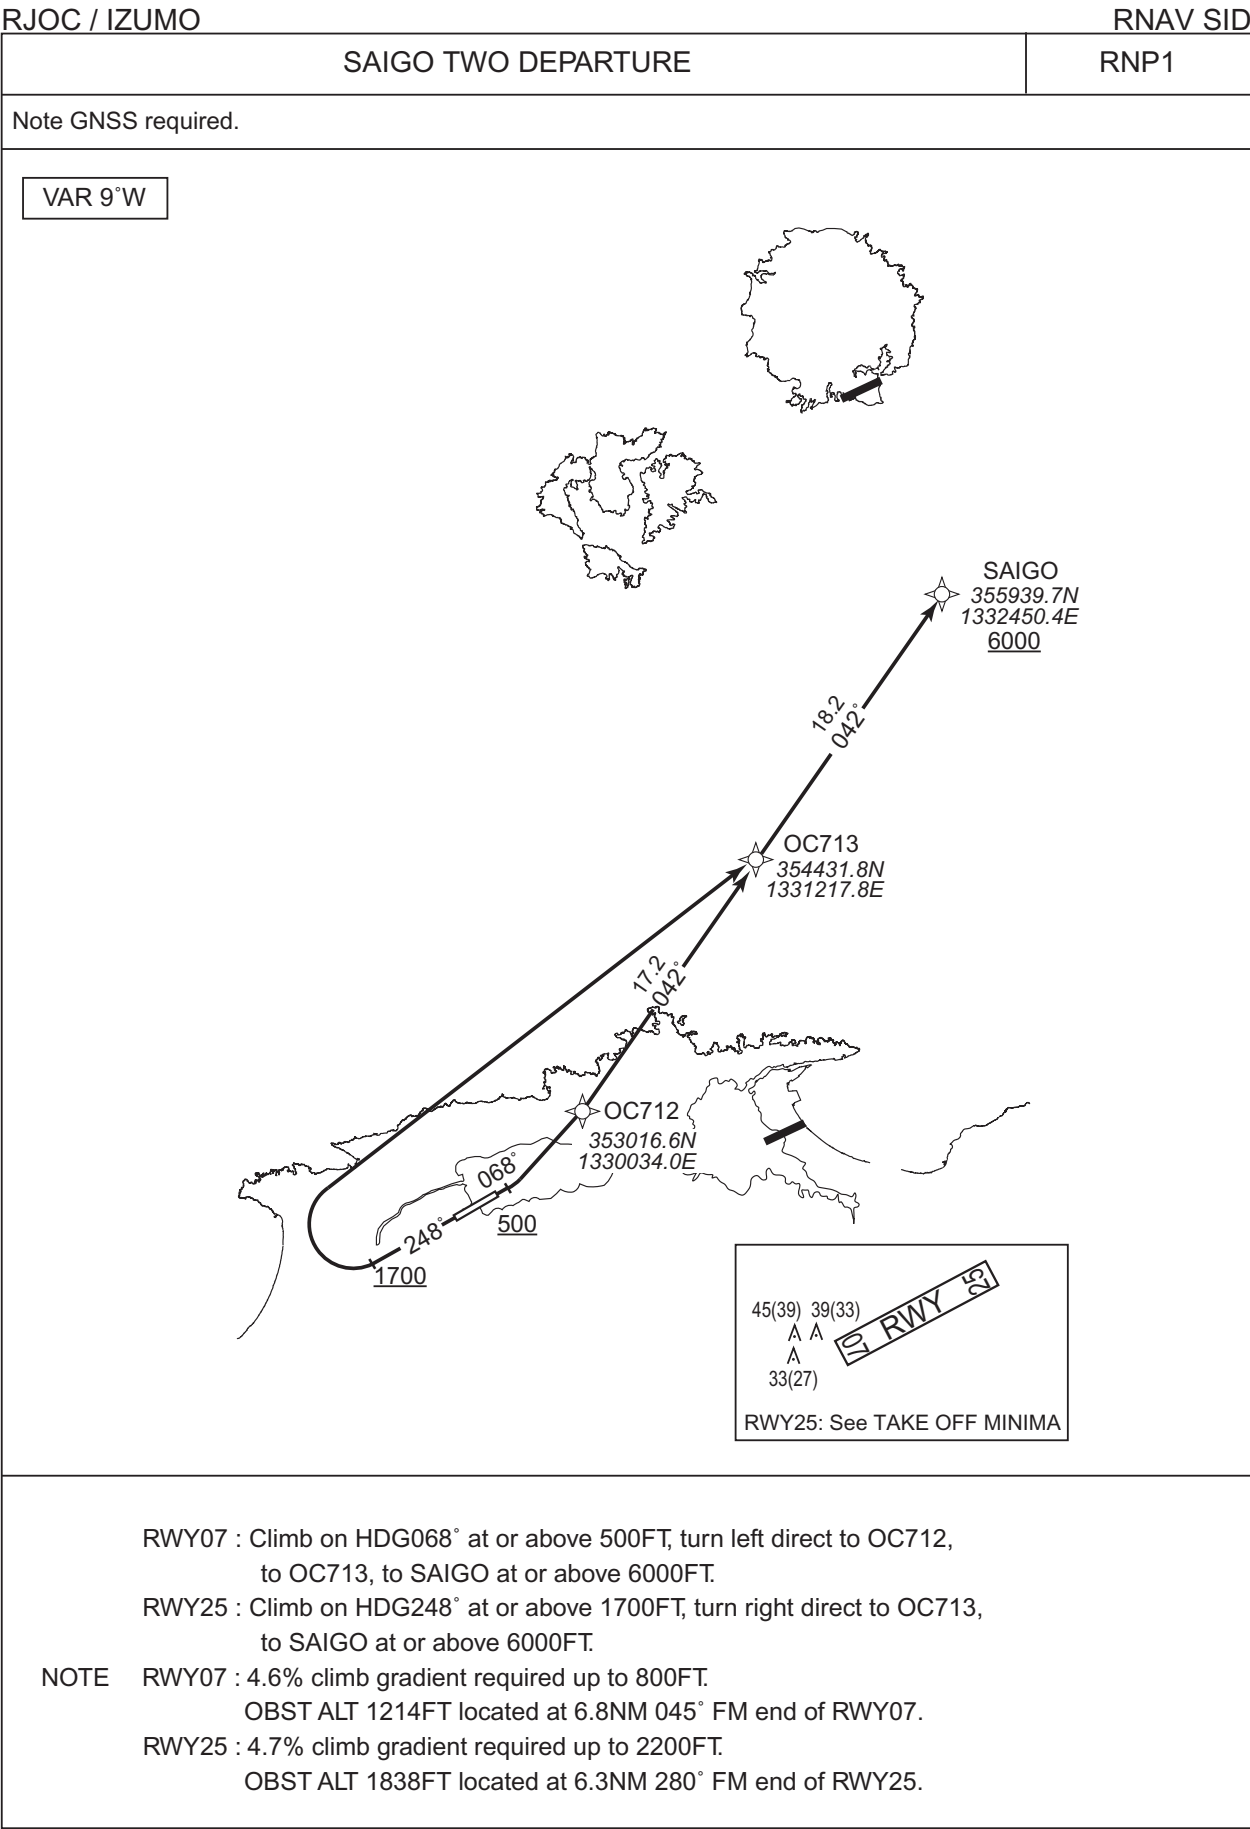 RJOC / IZUMO
RNAV SID
SAIGO TWO DEPARTURE
RNP1
Note GNSS required.
VAR 9°W
SAIGO
355939.7N
1332450.4E
6000
18.2
042°
OC713
354431.8N
1331217.8E
17.2
042°
OC712
353016.6N
1330034.0E
068°
500
248°
1700
45(39) 39(33)
33(27)
07 RWY 25
RWY25: See TAKE OFF MINIMA
RWY07 : Climb on HDG068° at or above 500FT, turn left direct to OC712,
to OC713, to SAIGO at or above 6000FT.
RWY25 : Climb on HDG248° at or above 1700FT, turn right direct to OC713,
to SAIGO at or above 6000FT.
NOTE RWY07 : 4.6% climb gradient required up to 800FT.
OBST ALT 1214FT located at 6.8NM 045° FM end of RWY07.
RWY25 : 4.7% climb gradient required up to 2200FT.
OBST ALT 1838FT located at 6.3NM 280° FM end of RWY25.